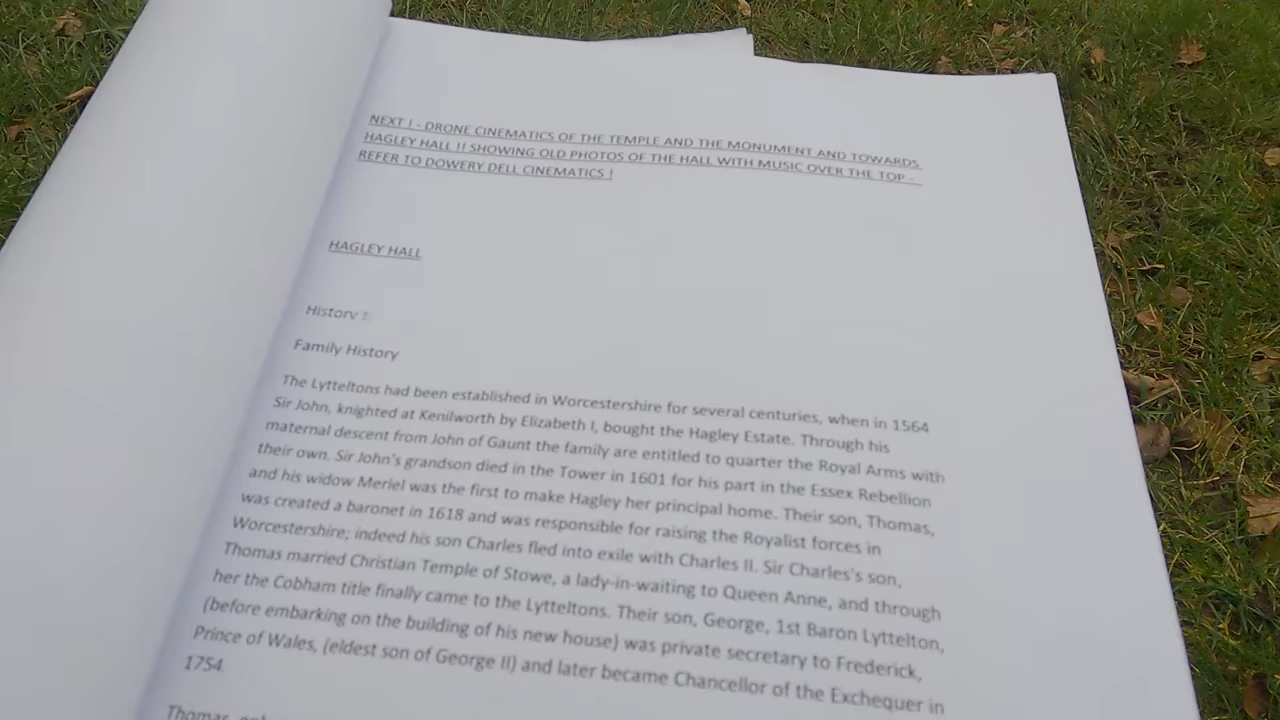 NEXT ! - DRONE CINEMATICS OF THE TEMPLE AND THE MONUMENT AND TOWARDS
HAGLEY HALL !! SHOWING OLD PHOTOS OF THE HALL WITH MUSIC OVER THE TOP -
REFER TO DOWERY DELL CINEMATICS !
HAGLEY HALL
History :
Family History
The Lytteltons had been established in Worcestershire for several centuries, when in 1564
Sir John, knighted at Kenilworth by Elizabeth I, bought the Hagley Estate. Through his
maternal descent from John of Gaunt the family are entitled to quarter the Royal Arms with
their own. Sir John's grandson died in the Tower in 1601 for his part in the Essex Rebellion
and his widow Meriel was the first to make Hagley her principal home. Their son, Thomas,
was created a baronet in 1618 and was responsible for raising the Royalist forces in
Worcestershire; indeed his son Charles fled into exile with Charles II. Sir Charles's son,
Thomas married Christian Temple of Stowe, a lady-in-waiting to Queen Anne, and through
her the Cobham title finally came to the Lytteltons. Their son, George, 1st Baron Lyttelton,
(before embarking on the building of his new house) was private secretary to Frederick,
Prince of Wales, (eldest son of George II) and later became Chancellor of the Exchequer in
1754.
Thomas,